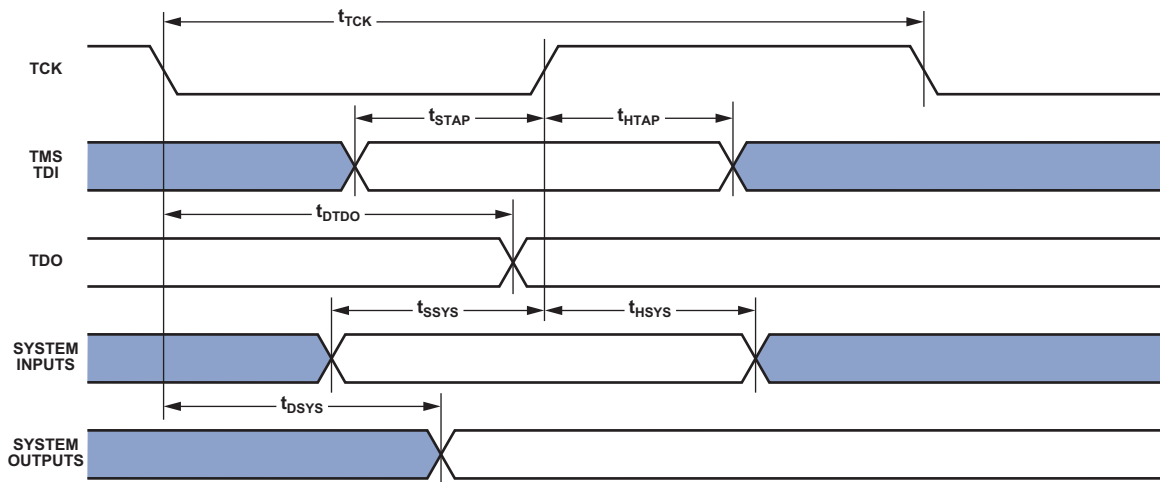 tTCK
TCK
tSTAP
tHTAP
TMS
TDI
tDTDO
TDO
tSSYS
tHSYS
SYSTEM
INPUTS
tDSYS
SYSTEM
OUTPUTS